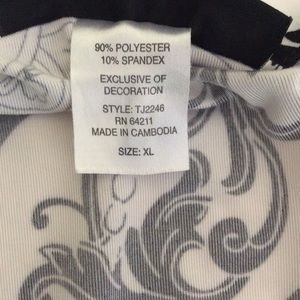 90% POLYESTER
10% SPANDEX
EXCLUSIVE OF
DECORATION
STYLE: TJ2246
RN 64211
MADE IN CAMBODIA
SIZE: XL